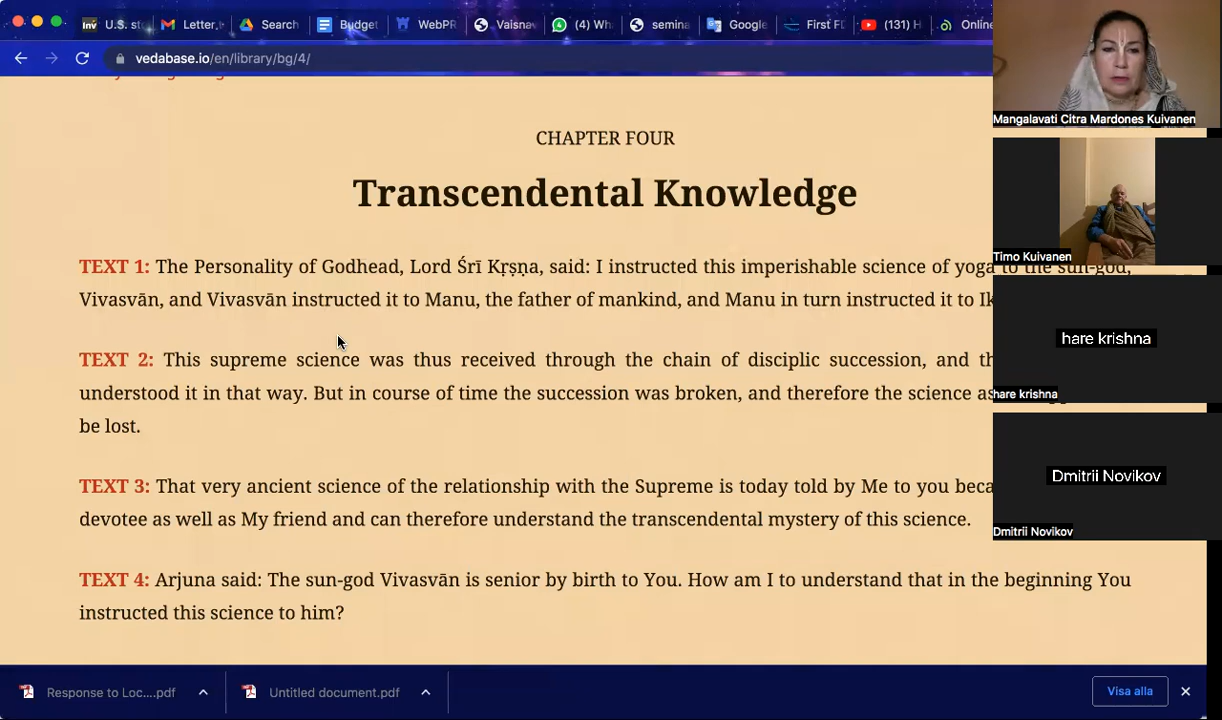 U.S. st
Letter,
Search
Budget
WebPR
Vaisnav
(4) Wh
semina
Google
First Fl
(131) H
Online
vedabase.io/en/library/bg/4/
CHAPTER FOUR
Transcendental Knowledge
TEXT 1: The Personality of Godhead, Lord Śrī Kṛṣṇa, said: I instructed this imperishable science of yoga to the sun-god,
Vivasvān, and Vivasvān instructed it to Manu, the father of mankind, and Manu in turn instructed it to Ik
TEXT 2: This supreme science was thus received through the chain of disciplic succession, and th
understood it in that way. But in course of time the succession was broken, and therefore the science as
be lost.
TEXT 3: That very ancient science of the relationship with the Supreme is today told by Me to you beca
devotee as well as My friend and can therefore understand the transcendental mystery of this science.
TEXT 4: Arjuna said: The sun-god Vivasvān is senior by birth to You. How am I to understand that in the beginning You
instructed this science to him?
Mangalavati Citra Mardones Kuivanen
Timo Kuivanen
hare krishna
hare krishna
Dmitrii Novikov
Dmitrii Novikov
Response to Loc....pdf
Untitled document.pdf
Visa alla